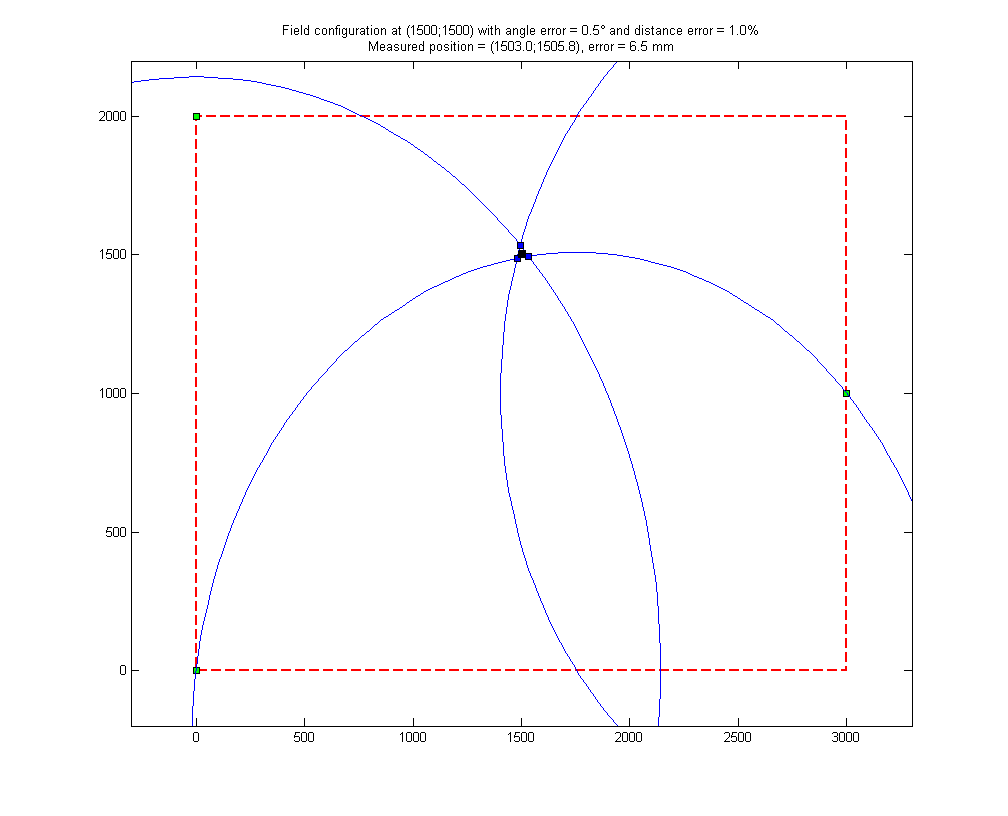 Field configuration at (1500;1500) with angle error = 0.5° and distance error = 1.0%
Measured position = (1503.0;1505.8), error = 6.5 mm
2000
1500
1000
500
0
0 500 1000 1500 2000 2500 3000